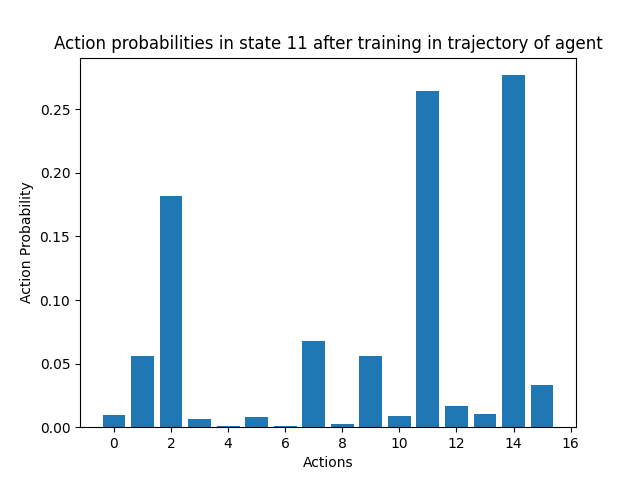 Action probabilities in state 11 after training in trajectory of agent
0.25
0.20
0.15
0.10
0.05
0.00
Action Probability
0 2 4 6 8 10 12 14 16
Actions